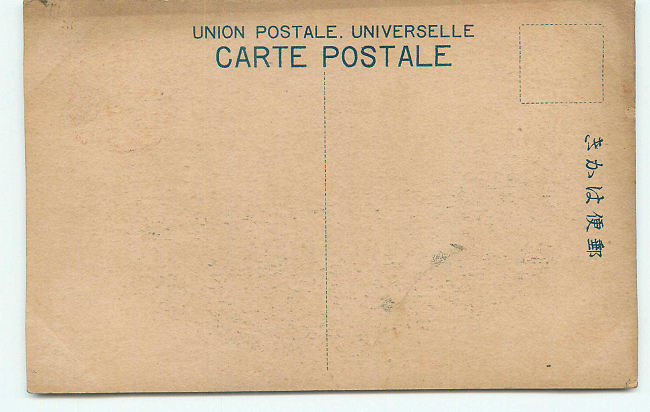 UNION POSTALE. UNIVERSELLE
CARTE POSTALE
郵便はかき